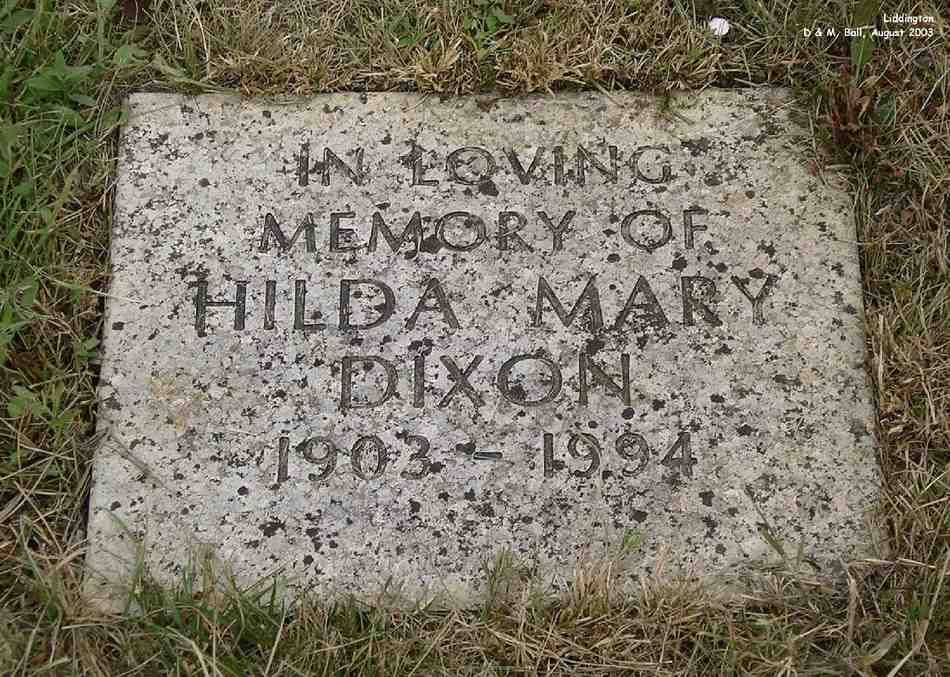 Liddington
D & M. Ball, August 2003
IN LOVING
MEMORY OF
HILDA MARY
DIXON
1903 - 1994